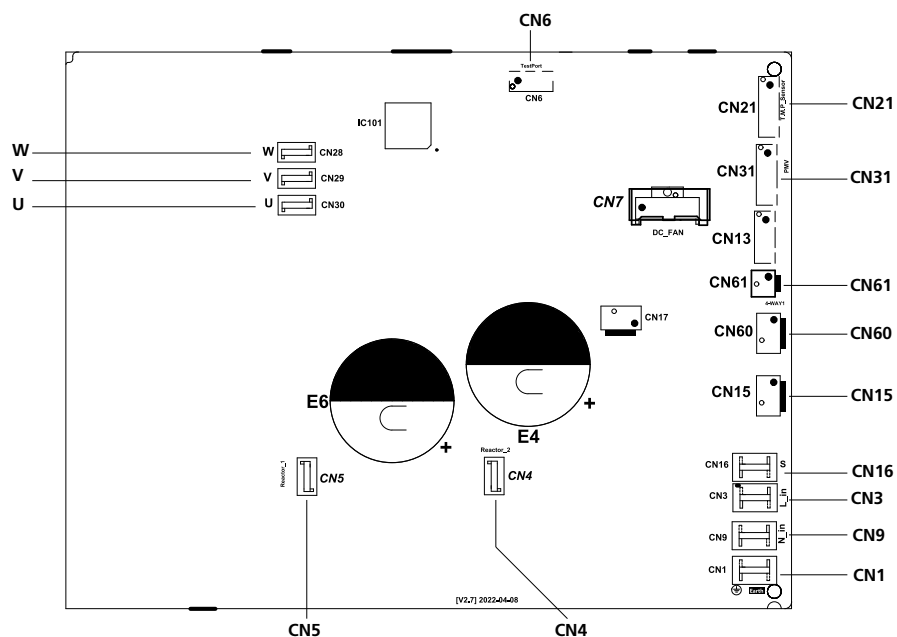 CN6
TestPort
CN6
CN21
T.M.P_Sensor
CN21
IC101
W
W
CN28
V
V
CN29
U
U
CN30
CN31
PMV
CN31
CN7
DC_FAN
CN13
CN61
CN61
4-WAY1
CN17
CN60
CN60
CN15
CN15
E6
+
E4
+
Reactor_1
CN5
Reactor_2
CN4
CN16
S
CN16
CN3
L_in
CN3
CN9
N_in
CN9
CN1
CN1
[V2.7] 2022-04-08
CN5
CN4